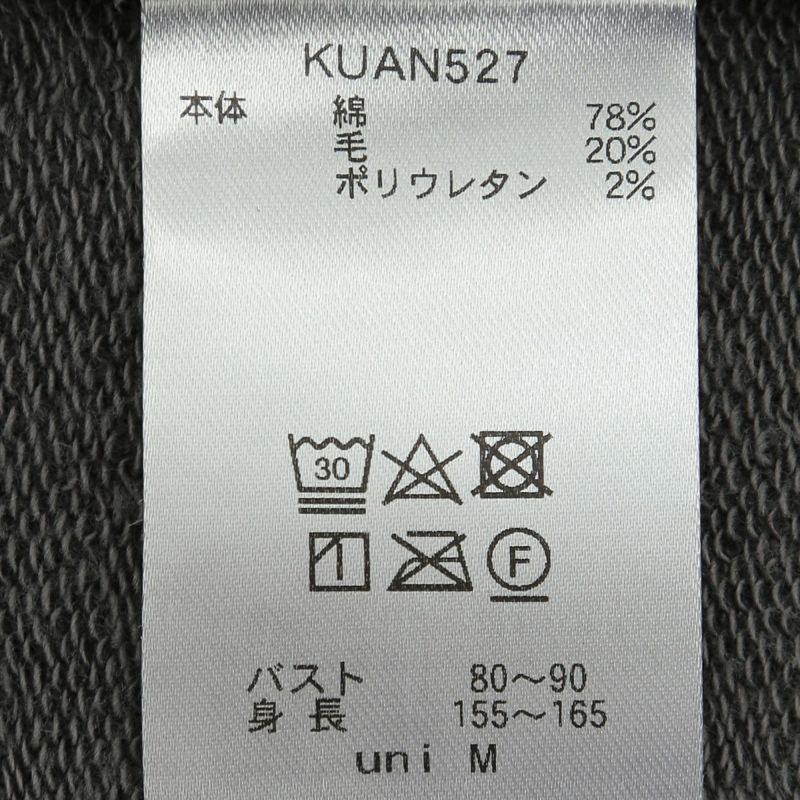 KUAN527
本体 綿 78%
毛 20%
ポリウレタン 2%
30
F
バスト 80～90
身長 155～165
uni M